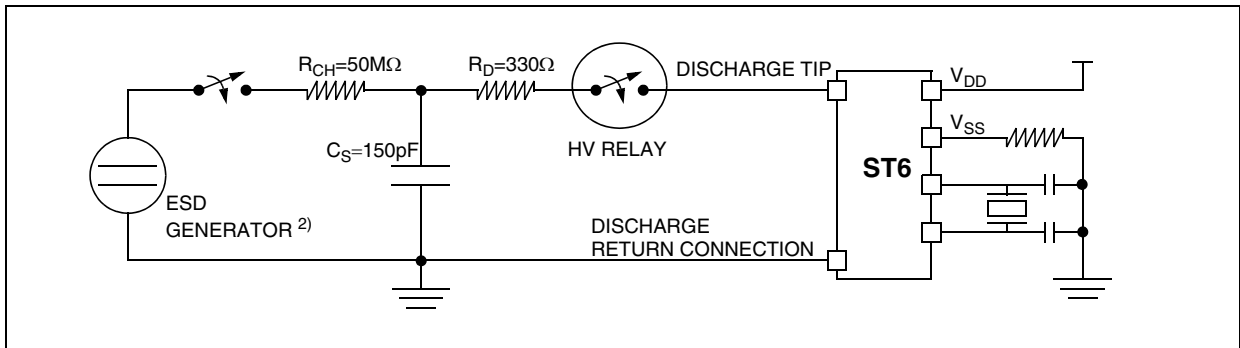 R_CH=50MΩ
R_D=330Ω
DISCHARGE TIP
V_DD
V_SS
C_S=150pF
HV RELAY
ST6
ESD
GENERATOR 2)
DISCHARGE
RETURN CONNECTION